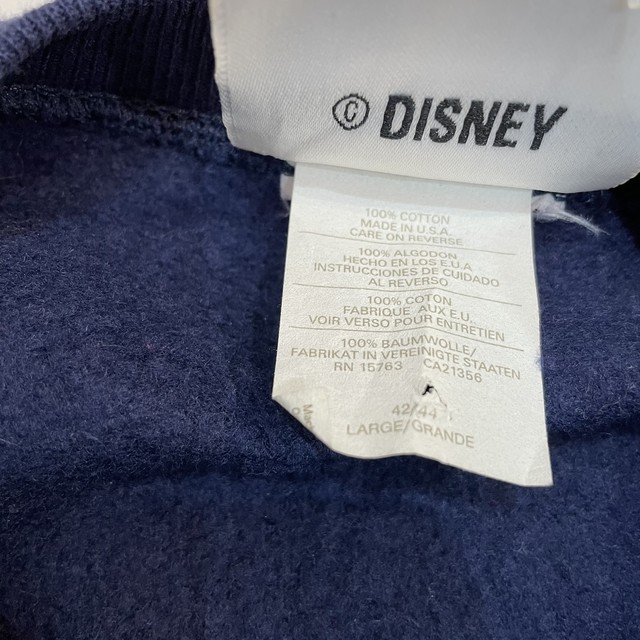 © DISNEY
100% COTTON
MADE IN U.S.A.
CARE ON REVERSE
100% ALGODON
HECHO EN LOS E.U.A.
INSTRUCCIONES DE CUIDADO
AL REVERSO
100% COTON
FABRIQUE AUX E.U.
VOIR VERSO POUR ENTRETIEN
100% BAUMWOLLE/
FABRIKAT IN VEREINIGTE STAATEN
RN 15763 CA21356
42/44
LARGE/GRANDE